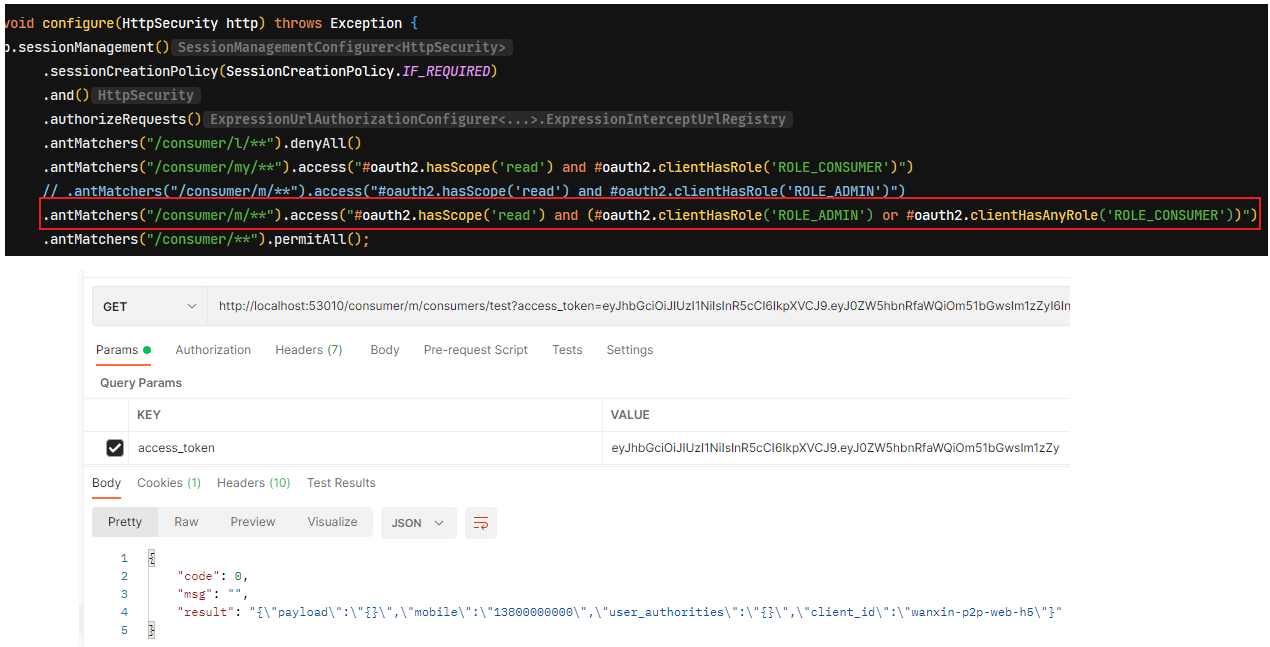 void configure(HttpSecurity http) throws Exception {
p.sessionManagement() SessionManagementConfigurer<HttpSecurity>
.sessionCreationPolicy(SessionCreationPolicy.IF_REQUIRED)
.and() HttpSecurity
.authorizeRequests() ExpressionUrlAuthorizationConfigurer<...>.ExpressionInterceptUrlRegistry
.antMatchers("/consumer/l/**").denyAll()
.antMatchers("/consumer/my/**").access("#oauth2.hasScope('read') and #oauth2.clientHasRole('ROLE_CONSUMER')")
// .antMatchers("/consumer/m/**").access("#oauth2.hasScope('read') and #oauth2.clientHasRole('ROLE_ADMIN')")
.antMatchers("/consumer/m/**").access("#oauth2.hasScope('read') and (#oauth2.clientHasRole('ROLE_ADMIN') or #oauth2.clientHasAnyRole('ROLE_CONSUMER'))")
.antMatchers("/consumer/**").permitAll();
GET http://localhost:53010/consumer/m/consumers/test?access_token=eyJhbGciOiJIUzI1NiIsInR5cCI6IkpXVCJ9.eyJ0ZW5hbnRfaWQiOm51bGwsIm1zZyI6In
Params Authorization Headers (7) Body Pre-request Script Tests Settings
Query Params
KEY VALUE
access_token eyJhbGciOiJIUzI1NiIsInR5cCI6IkpXVCJ9.eyJ0ZW5hbnRfaWQiOm51bGwsIm1zZy
Body Cookies (1) Headers (10) Test Results
Pretty Raw Preview Visualize JSON
1 {
2 "code": 0,
3 "msg": "",
4 "result": "{\"payload\":\"{}\",\"mobile\":\"13800000000\",\"user_authorities\":\"{}\",\"client_id\":\"wanxin-p2p-web-h5\"}"
5 }